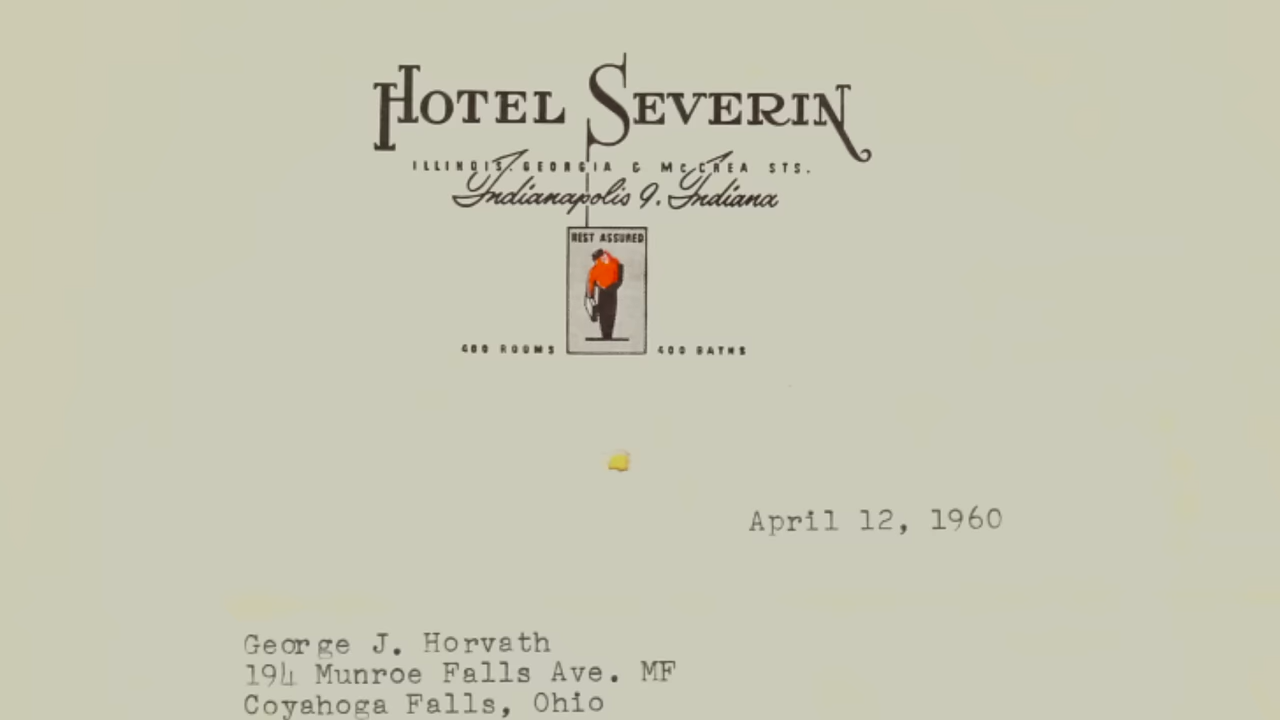 HOTEL SEVERIN
ILLINOIS, GEORGIA & McCREA STS.
Indianapolis 9, Indiana
REST ASSURED
400 ROOMS 400 BATHS
April 12, 1960
George J. Horvath
194 Munroe Falls Ave. MF
Coyahoga Falls, Ohio